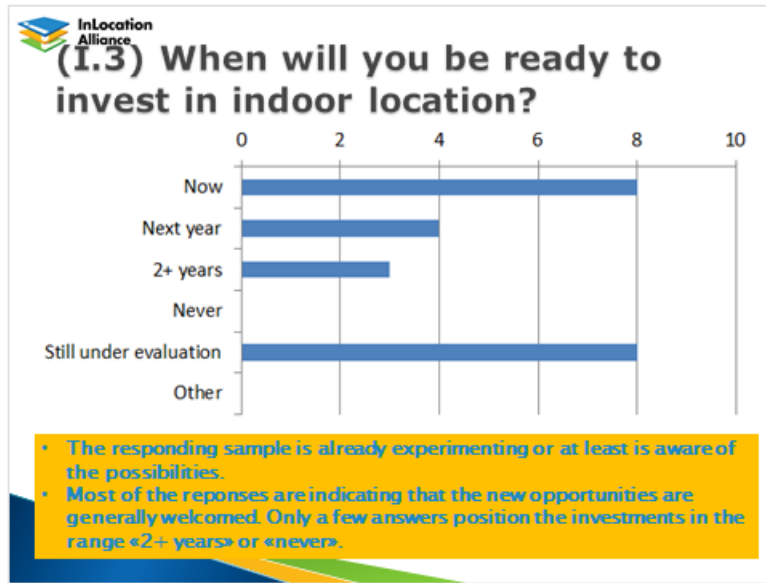 InLocation
Alliance
(I.3) When will you be ready to
invest in indoor location?
0 2 4 6 8 10
Now
Next year
2+ years
Never
Still under evaluation
Other
• The responding sample is already experimenting or at least is aware of
the possibilities.
• Most of the reponses are indicating that the new opportunities are
generally welcomed. Only a few answers position the investments in the
range «2+ years» or «never».